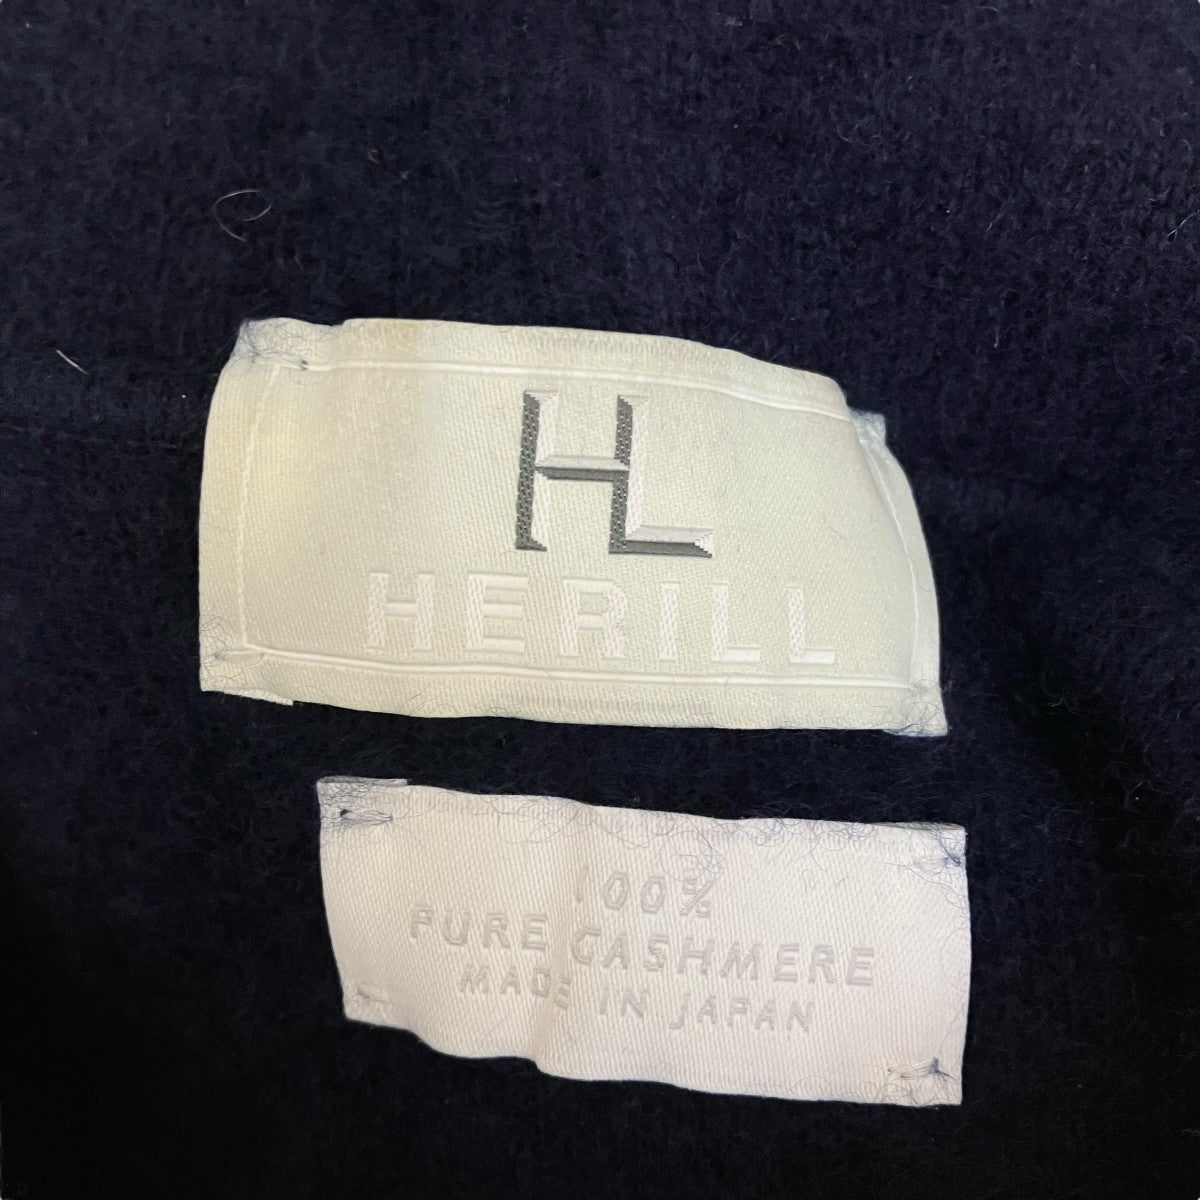 HL
HERILL
100%
PURE CASHMERE
MADE IN JAPAN